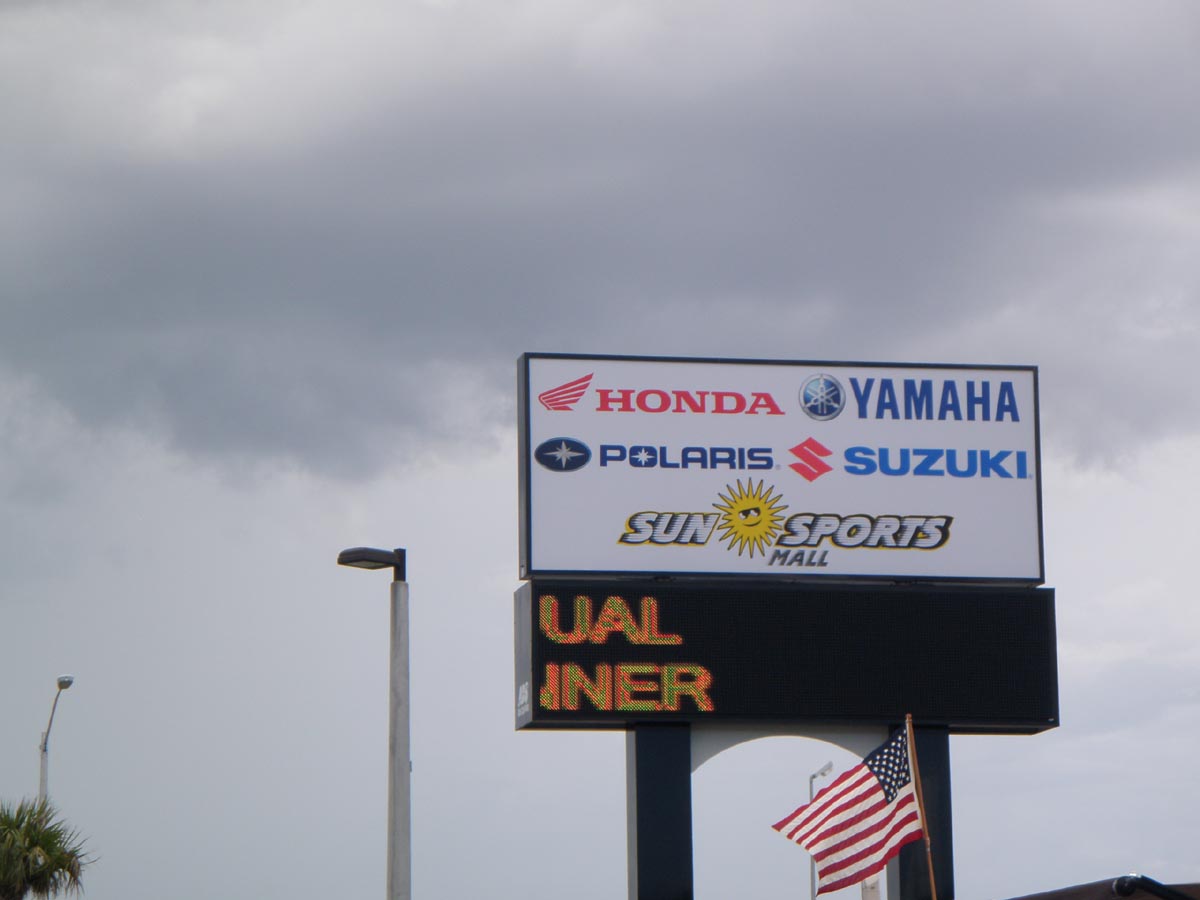 HONDA YAMAHA
POLARIS SUZUKI
SUN SPORTS
MALL
UAL
INER